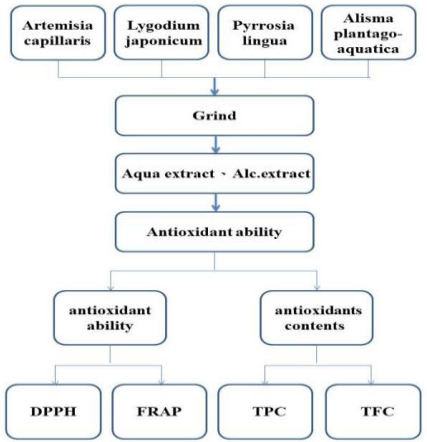 Artemisia
capillaris
Lygodium
japonicum
Pyrrosia
lingua
Alisma
plantago-
aquatica
Grind
Aqua extract、Alc.extract
Antioxidant ability
antioxidant
ability
antioxidants
contents
DPPH
FRAP
TPC
TFC